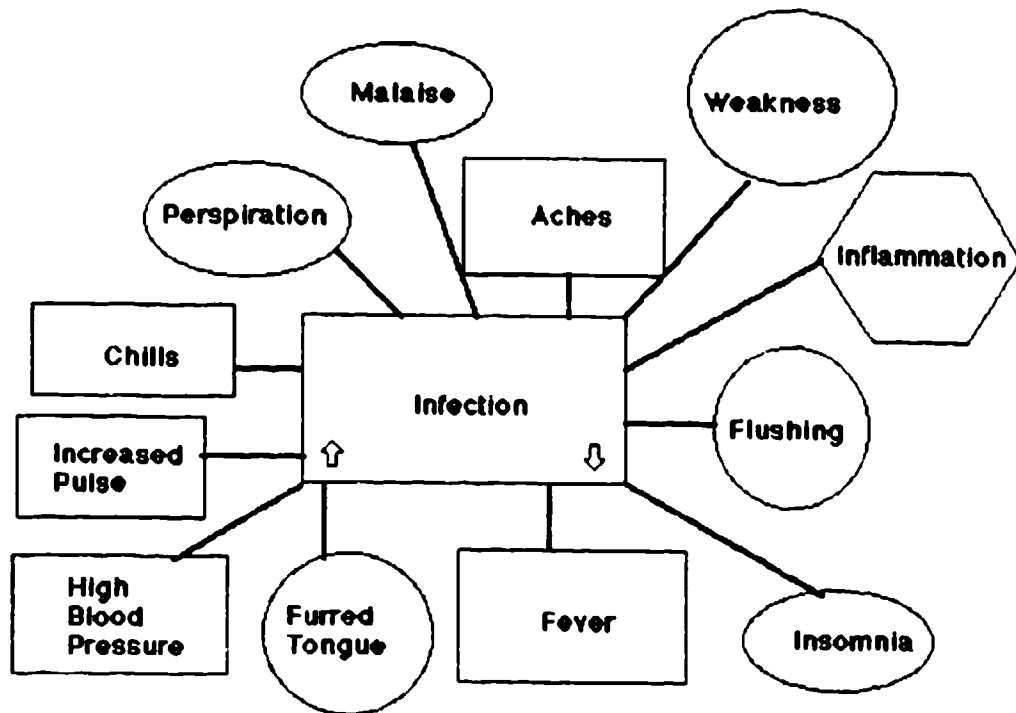 Malaise
Weakness
Perspiration
Aches
Inflammation
Chills
Infection
Flushing
Increased
Pulse
High
Blood
Pressure
Furred
Tongue
Fever
Insomnia